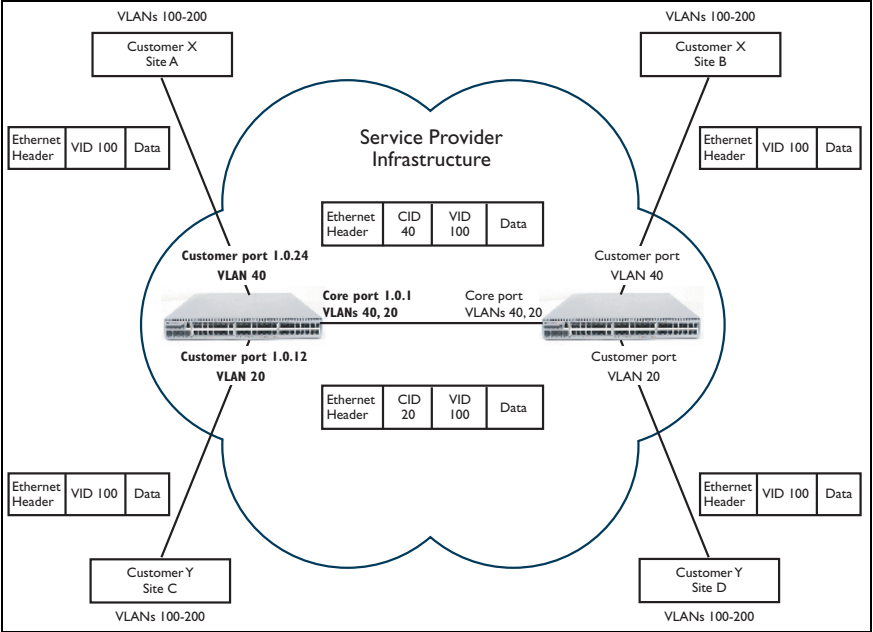 VLANs 100-200
VLANs 100-200
Customer X
Site A
Customer X
Site B
Ethernet
Header
VID 100
Data
Service Provider
Infrastructure
Ethernet
Header
VID 100
Data
Ethernet
Header
CID
40
VID
100
Data
Customer port 1.0.24
VLAN 40
Customer port
VLAN 40
Core port 1.0.1
VLANs 40, 20
Core port
VLANs 40, 20
Customer port 1.0.12
VLAN 20
Customer port
VLAN 20
Ethernet
Header
CID
20
VID
100
Data
Ethernet
Header
VID 100
Data
Ethernet
Header
VID 100
Data
Customer Y
Site C
Customer Y
Site D
VLANs 100-200
VLANs 100-200